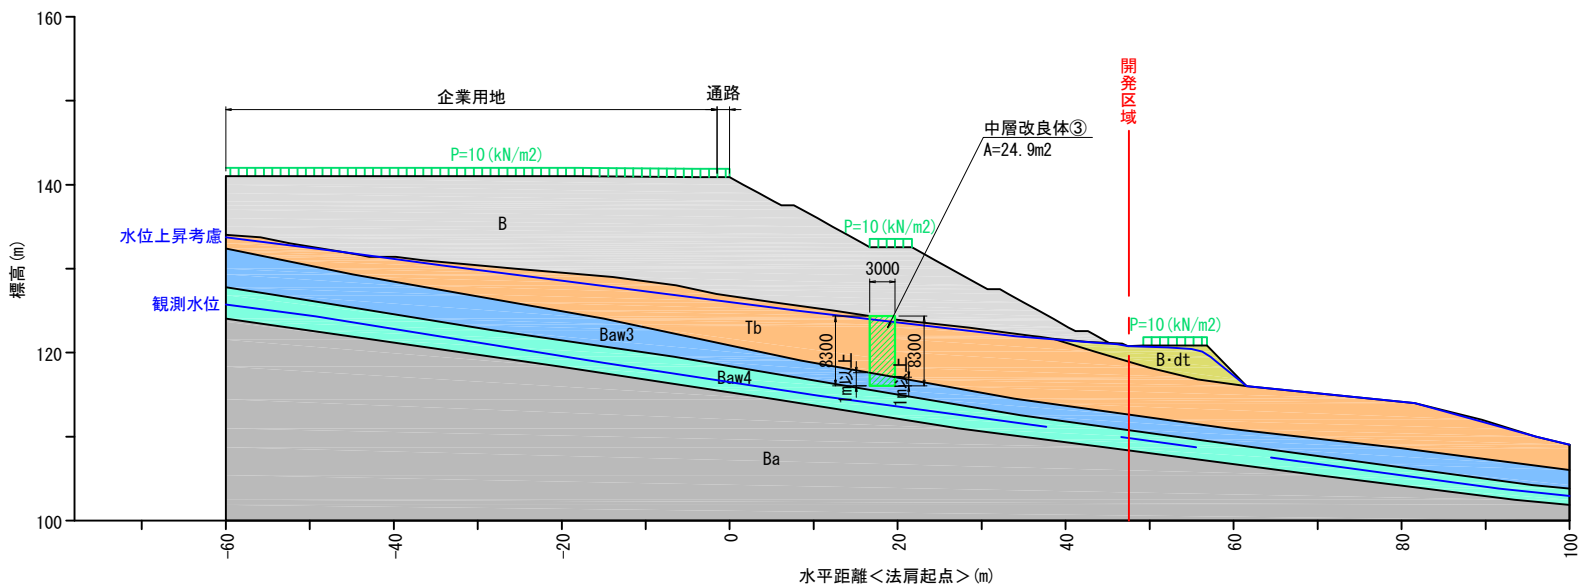 160
140
120
100
標高(m)
企業用地
通路
P=10(kN/m2)
開発区域
中層改良体③
A=24.9m2
B
P=10(kN/m2)
水位上昇考慮
3000
観測水位
Tb
Baw3
8300
8300
P=10(kN/m2)
B·dt
1m以上
1m以上
Baw4
Ba
-60
-40
-20
0
20
40
60
80
100
水平距離<法肩起点>(m)